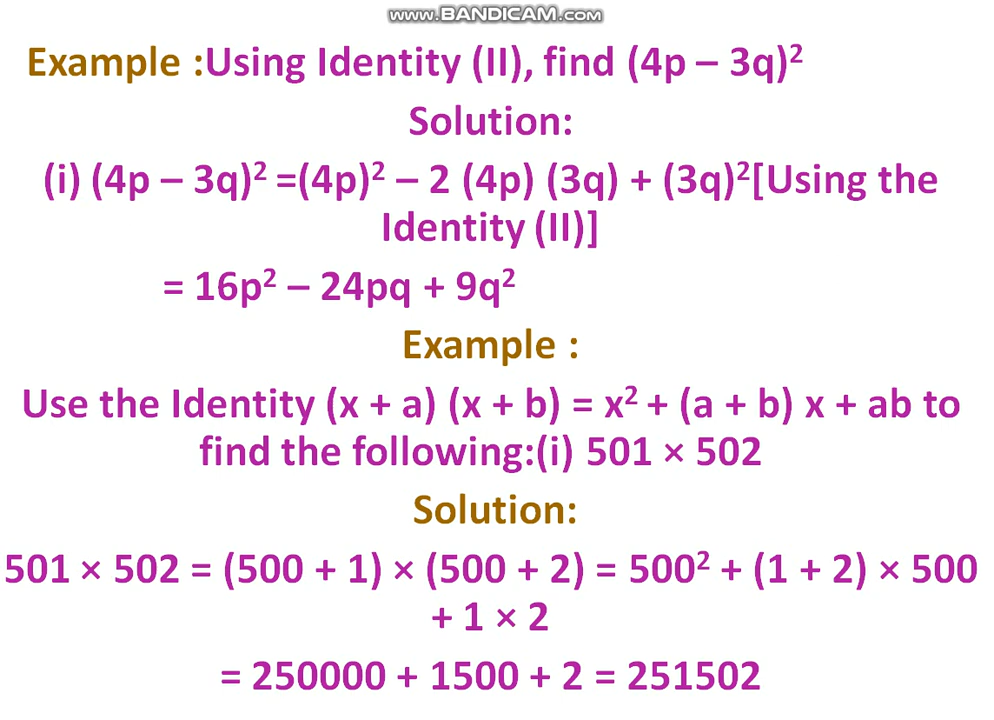 www.BANDICAM.com
Example :Using Identity (II), find (4p – 3q)²
Solution:
(i) (4p – 3q)² =(4p)² – 2 (4p) (3q) + (3q)²[Using the
Identity (II)]
= 16p² – 24pq + 9q²
Example :
Use the Identity (x + a) (x + b) = x² + (a + b) x + ab to
find the following:(i) 501 × 502
Solution:
501 × 502 = (500 + 1) × (500 + 2) = 500² + (1 + 2) × 500
+ 1 × 2
= 250000 + 1500 + 2 = 251502